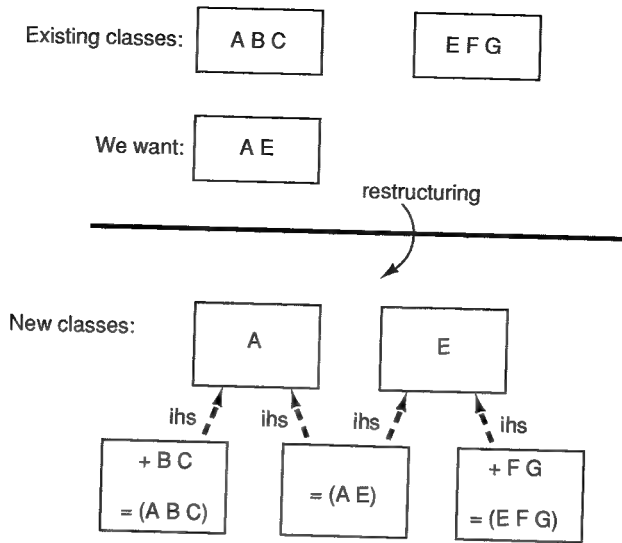 Existing classes:
A B C
E F G
We want:
A E
restructuring
New classes:
A
E
ihs
ihs
ihs
ihs
+ B C
= (A B C)
= (A E)
+ F G
= (E F G)